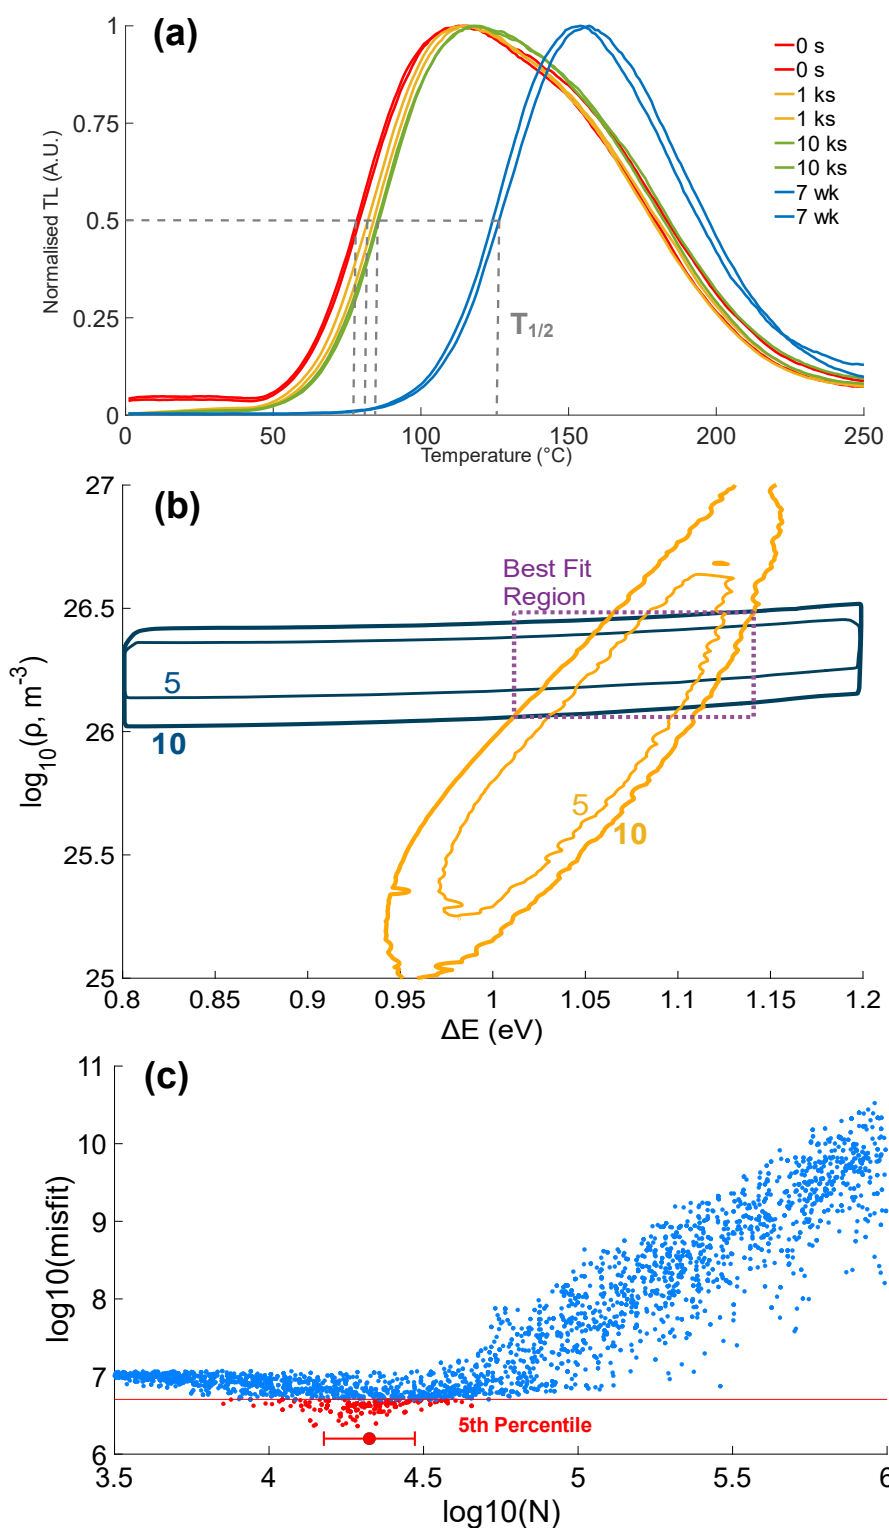 (a)
1
0.75
0.5
0.25
0
Normalised TL (A.U.)
0 s
0 s
1 ks
1 ks
10 ks
10 ks
7 wk
7 wk
T1/2
0
50
100
150
200
250
Temperature (°C)
(b)
27
26.5
26
25.5
25
log10(ρ, m-3)
Best Fit
Region
5
10
5
10
0.8
0.85
0.9
0.95
1
1.05
1.1
1.15
1.2
ΔE (eV)
(c)
11
10
9
8
7
6
log10(misfit)
5th Percentile
3.5
4
4.5
5
5.5
6
log10(N)